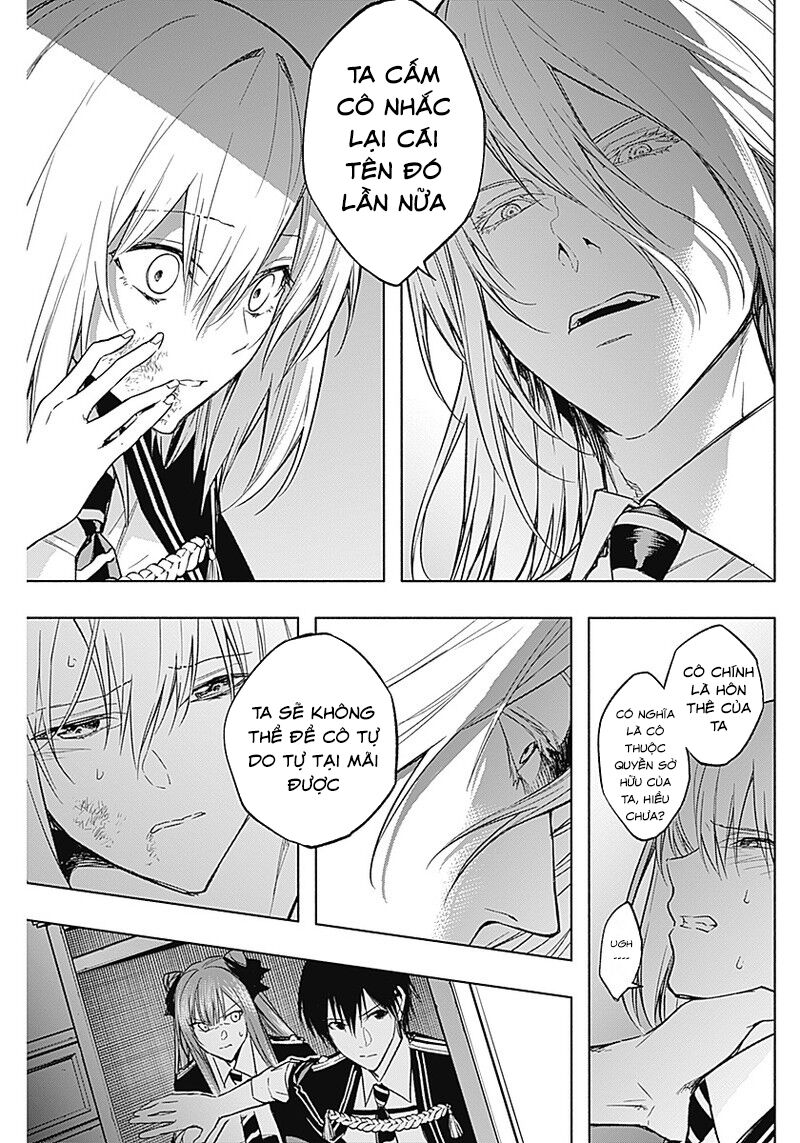 TA CẤM
CÔ NHẮC
LẠI CÁI
TÊN ĐÓ
LẦN NỮA
CÔ CHÍNH
LÀ HÔN
THÊ CỦA
TA
CÓ NGHĨA
LÀ CÔ
THUỘC
QUYỀN SỞ
HỮU CỦA
TA, HIỂU
CHƯA?
UGH
----
TA SẼ KHÔNG
THỂ ĐỂ CÔ TỰ
DO TỰ TẠI MÃI
ĐƯỢC